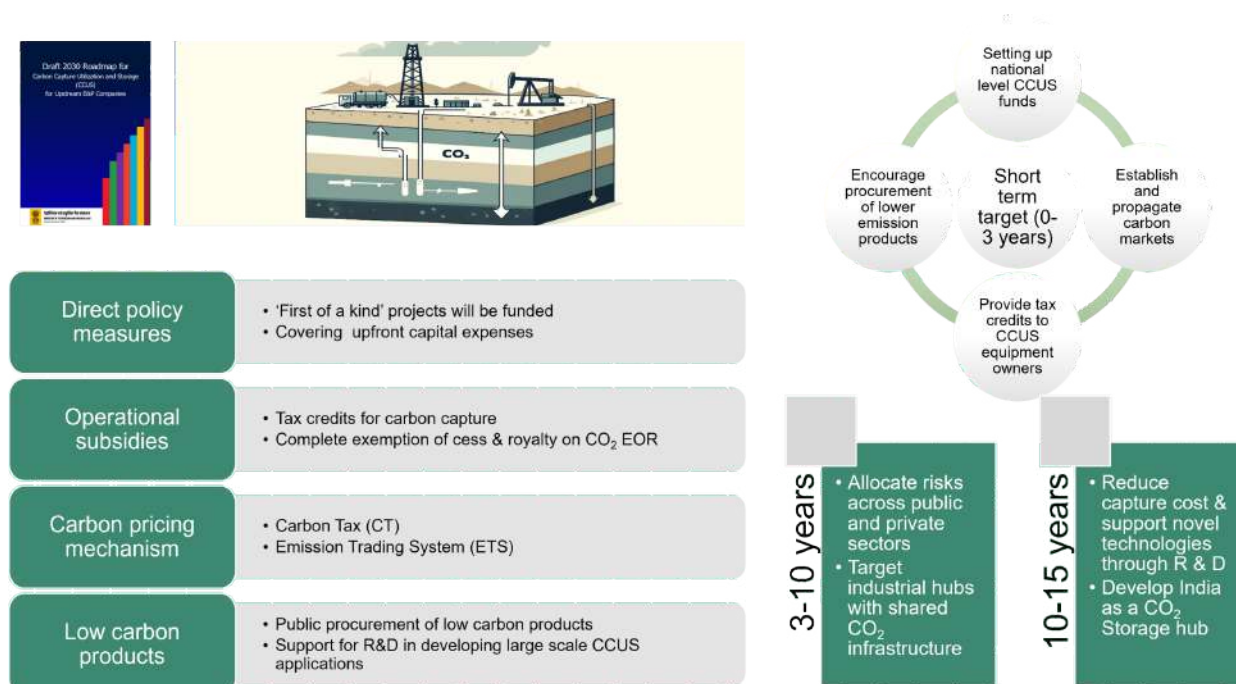 Draft 2030 Roadmap for
Carbon Capture Utilization and Storage
(CCUS)
for Upstream E&P Companies
CO₂
Direct policy
measures
• 'First of a kind' projects will be funded
• Covering upfront capital expenses
Operational
subsidies
• Tax credits for carbon capture
• Complete exemption of cess & royalty on CO₂ EOR
Carbon pricing
mechanism
• Carbon Tax (CT)
• Emission Trading System (ETS)
Low carbon
products
• Public procurement of low carbon products
• Support for R&D in developing large scale CCUS
applications
Setting up
national
level CCUS
funds
Encourage
procurement
of lower
emission
products
Short
term
target (0-
3 years)
Establish
and
propagate
carbon
markets
Provide tax
credits to
CCUS
equipment
owners
3-10 years
• Allocate risks
across public
and private
sectors
• Target
industrial hubs
with shared
CO₂
infrastructure
10-15 years
• Reduce
capture cost &
support novel
technologies
through R & D
• Develop India
as a CO₂
Storage hub